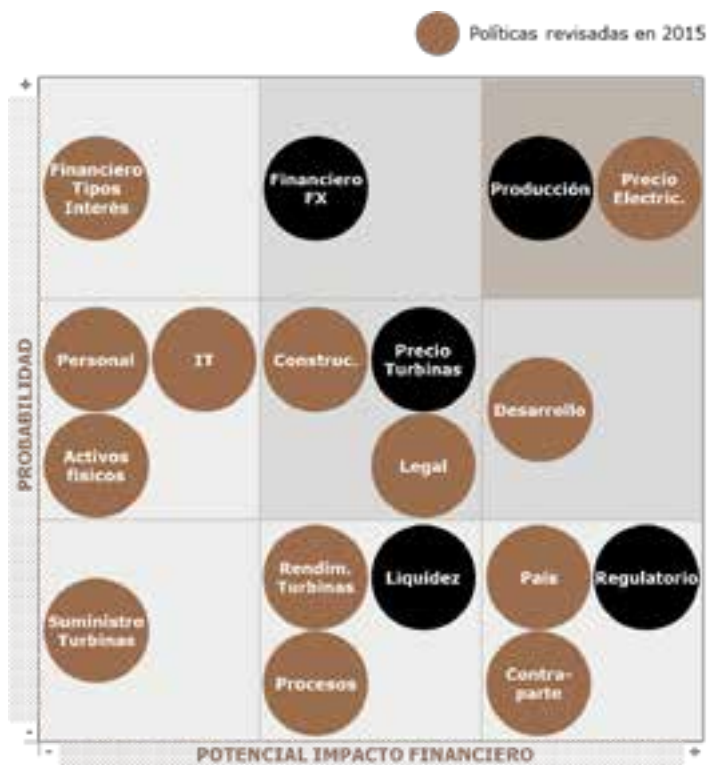 Políticas revisadas en 2015
+
Financiero
Tipos
Interés
Financiero
FX
Producción
Precio
Electric.
Personal
IT
Construc.
Precio
Turbinas
Activos
físicos
Legal
Desarrollo
PROBABILIDAD
Suministro
Turbinas
Rendim.
Turbinas
Liquidez
País
Regulatorio
Procesos
Contra-
parte
-
- POTENCIAL IMPACTO FINANCIERO +